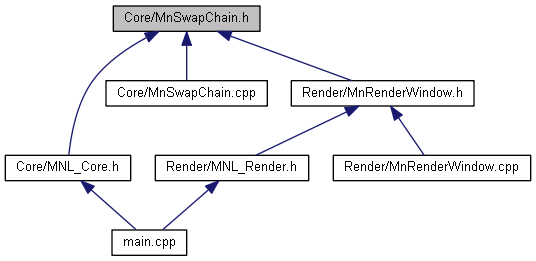 Core/MnSwapChain.h
Core/MnSwapChain.cpp
Render/MnRenderWindow.h
Core/MNL_Core.h
Render/MNL_Render.h
Render/MnRenderWindow.cpp
main.cpp